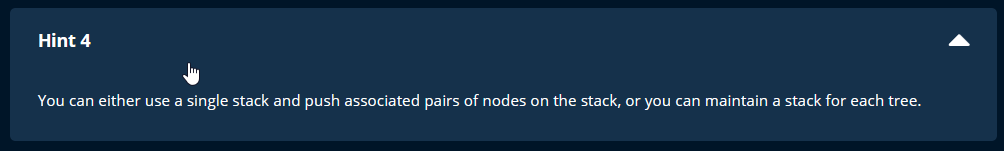 Hint 4
You can either use a single stack and push associated pairs of nodes on the stack, or you can maintain a stack for each tree.